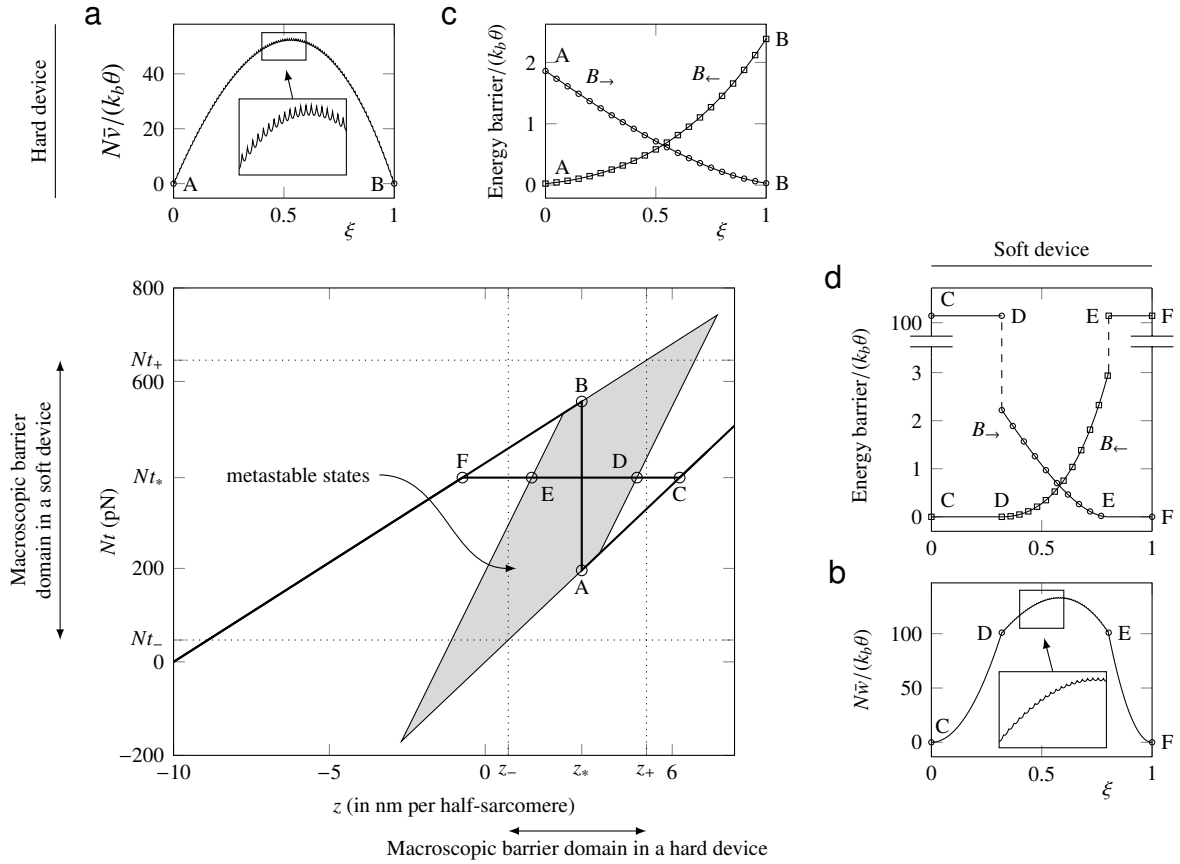 a
Hard device
Nv̄/(k_bθ)
40
20
0
A
B
0
0.5
1
ξ
c
Energy barrier/(k_bθ)
2
1
0
A
A
B→
B←
B
B
0
0.5
1
ξ
Macroscopic barrier
domain in a soft device
Nt (pN)
800
Nt₊
600
Nt∗
200
Nt₋
0
−200
metastable states
F
E
B
D
C
A
-10
-5
0
z₋
z∗
z₊
6
z (in nm per half-sarcomere)
Macroscopic barrier domain in a hard device
Soft device
d
Energy barrier/(k_bθ)
100
3
2
1
0
C
D
E
F
B→
B←
C
D
E
F
0
0.5
1
b
Nw̄/(k_bθ)
100
50
0
C
D
E
F
0
0.5
1
ξ